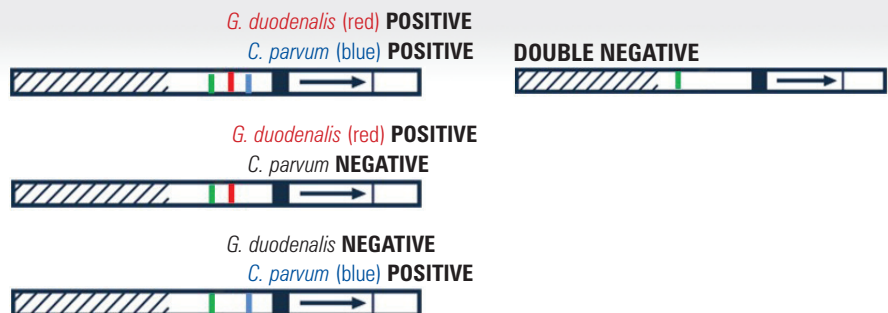 G. duodenalis (red) POSITIVE
C. parvum (blue) POSITIVE
DOUBLE NEGATIVE
G. duodenalis (red) POSITIVE
C. parvum NEGATIVE
G. duodenalis NEGATIVE
C. parvum (blue) POSITIVE